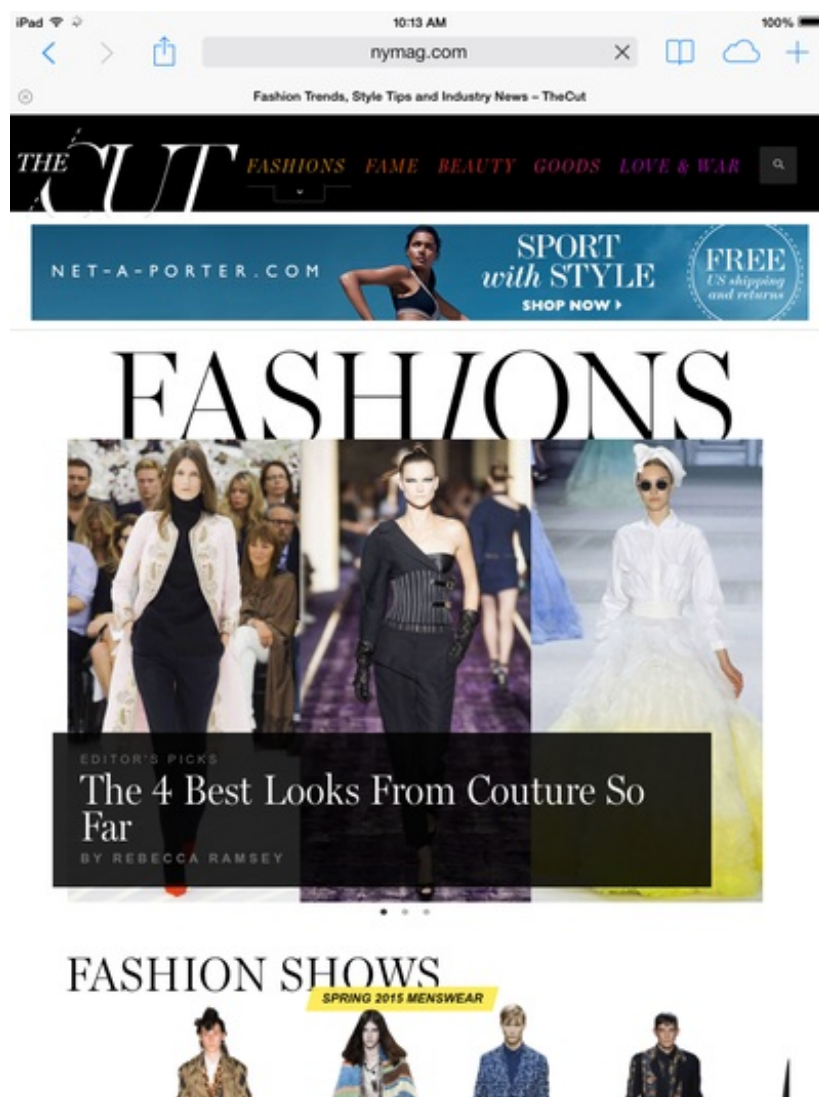 iPad
10:13 AM
100%
nymag.com
Fashion Trends, Style Tips and Industry News – TheCut
THE CUT
FASHIONS FAME BEAUTY GOODS LOVE & WAR
NET-A-PORTER.COM
SPORT
with STYLE
SHOP NOW
FREE
US shipping
and returns
FASHIONS
EDITOR'S PICKS
The 4 Best Looks From Couture So
Far
BY REBECCA RAMSEY
FASHION SHOWS
SPRING 2015 MENSWEAR